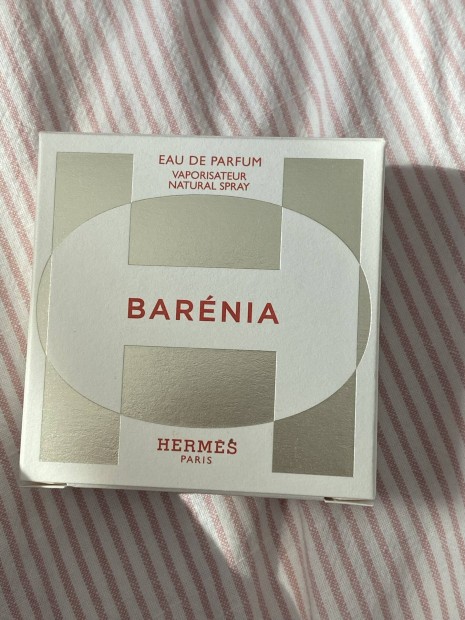 EAU DE PARFUM
VAPORISATEUR
NATURAL SPRAY
BARÉNIA
HERMÈS
PARIS